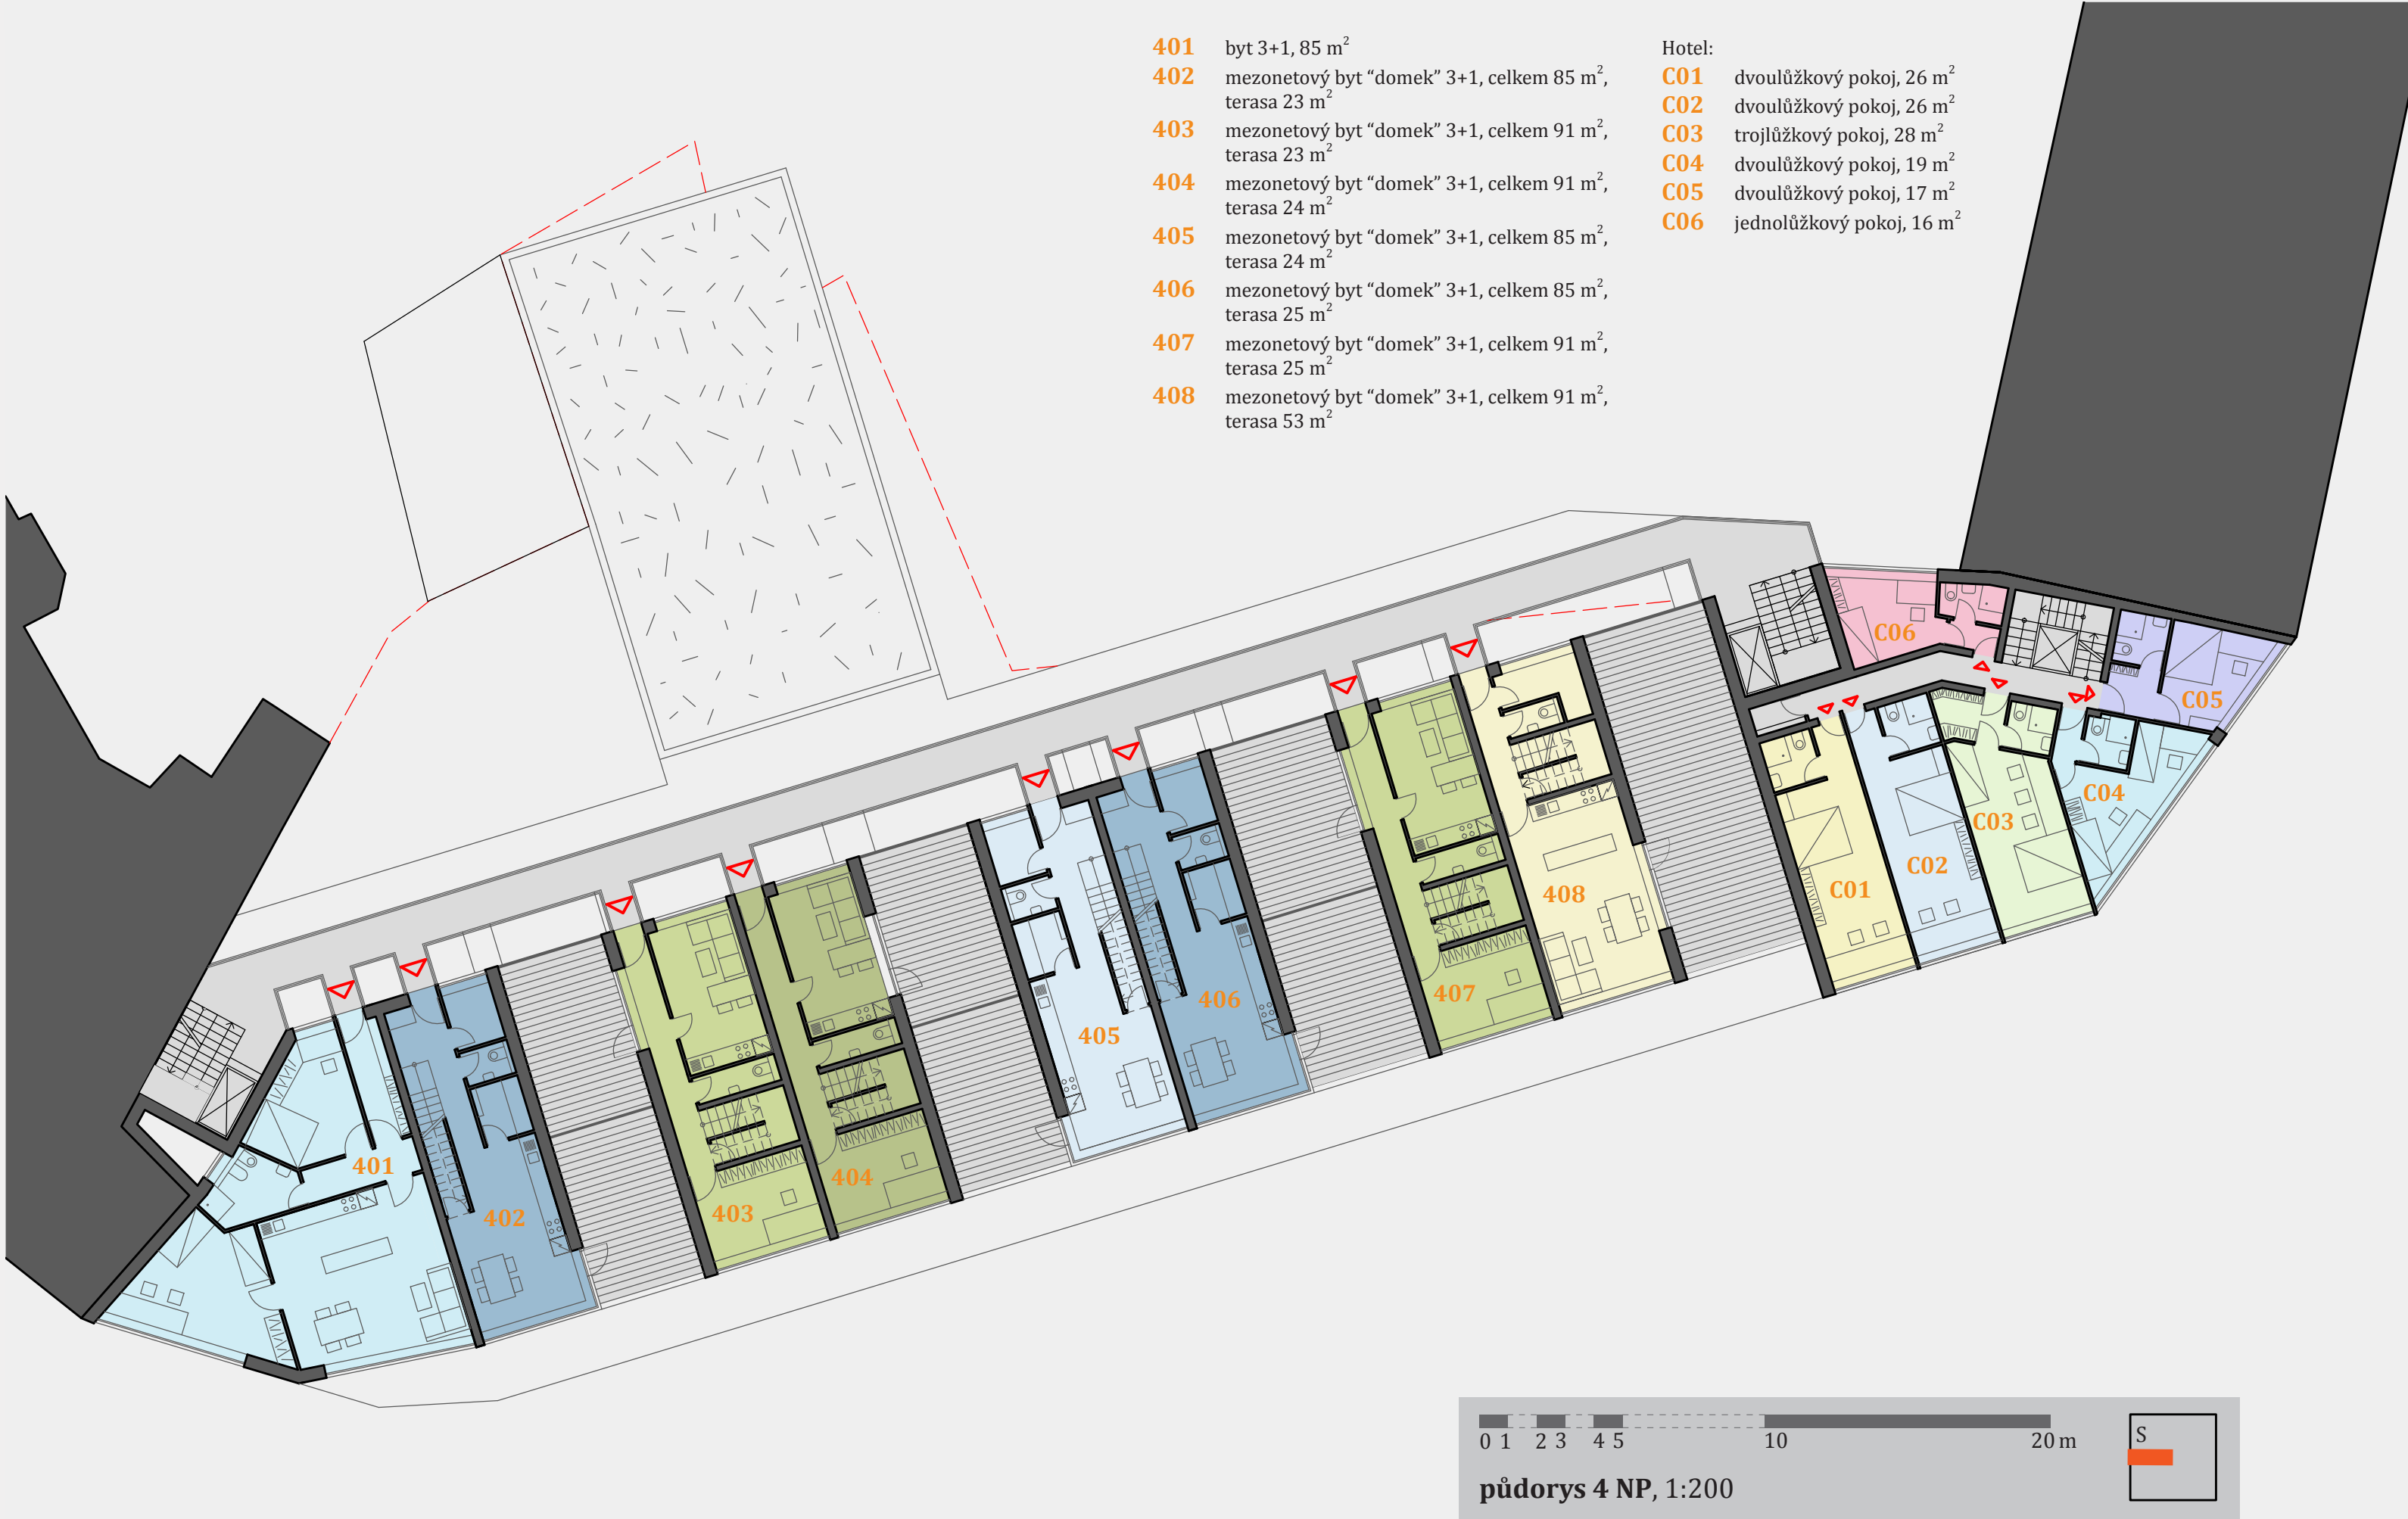 401 byt 3+1, 85 m²
402 mezonetový byt “domek” 3+1, celkem 85 m²,
terasa 23 m²
403 mezonetový byt “domek” 3+1, celkem 91 m²,
terasa 23 m²
404 mezonetový byt “domek” 3+1, celkem 91 m²,
terasa 24 m²
405 mezonetový byt “domek” 3+1, celkem 85 m²,
terasa 24 m²
406 mezonetový byt “domek” 3+1, celkem 85 m²,
terasa 25 m²
407 mezonetový byt “domek” 3+1, celkem 91 m²,
terasa 25 m²
408 mezonetový byt “domek” 3+1, celkem 91 m²,
terasa 53 m²
Hotel:
C01 dvoulůžkový pokoj, 26 m²
C02 dvoulůžkový pokoj, 26 m²
C03 trojlůžkový pokoj, 28 m²
C04 dvoulůžkový pokoj, 19 m²
C05 dvoulůžkový pokoj, 17 m²
C06 jednolůžkový pokoj, 16 m²
401
402
403
404
405
406
407
408
C01
C02
C03
C04
C05
C06
0 1 2 3 4 5 10 20 m
S
půdorys 4 NP, 1:200